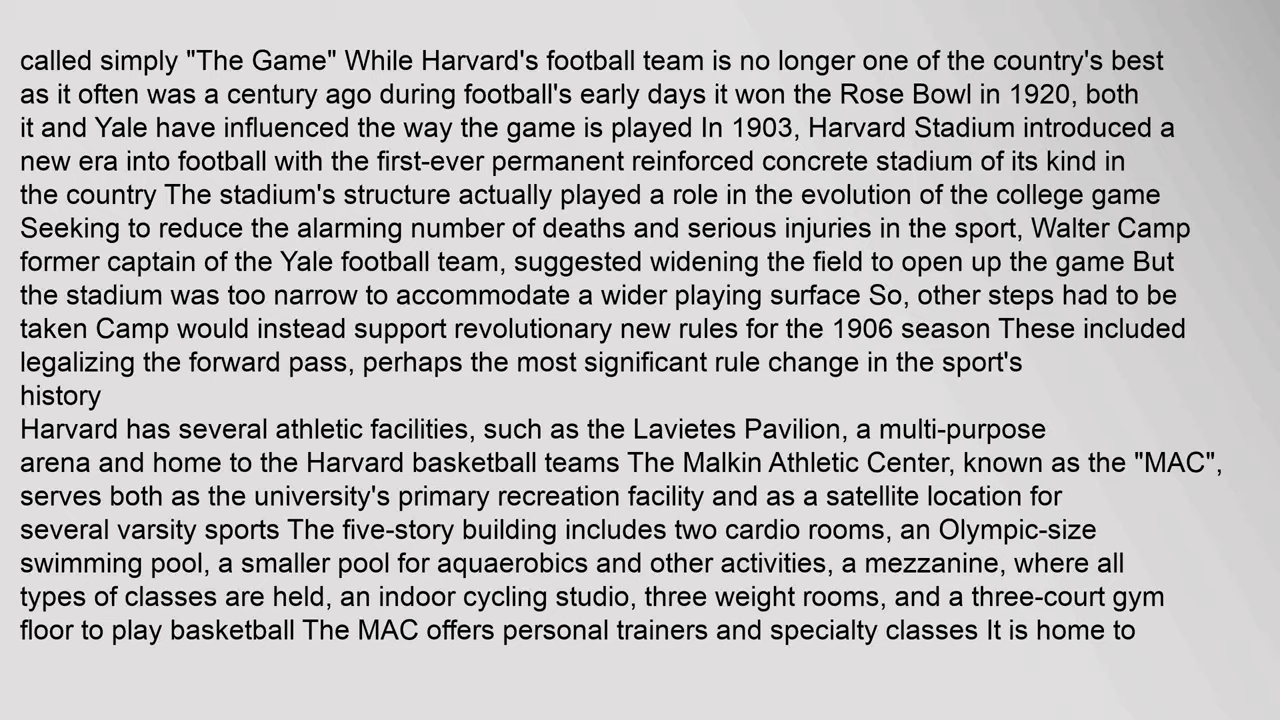 called simply "The Game" While Harvard's football team is no longer one of the country's best
as it often was a century ago during football's early days it won the Rose Bowl in 1920, both
it and Yale have influenced the way the game is played In 1903, Harvard Stadium introduced a
new era into football with the first-ever permanent reinforced concrete stadium of its kind in
the country The stadium's structure actually played a role in the evolution of the college game
Seeking to reduce the alarming number of deaths and serious injuries in the sport, Walter Camp
former captain of the Yale football team, suggested widening the field to open up the game But
the stadium was too narrow to accommodate a wider playing surface So, other steps had to be
taken Camp would instead support revolutionary new rules for the 1906 season These included
legalizing the forward pass, perhaps the most significant rule change in the sport's
history
Harvard has several athletic facilities, such as the Lavietes Pavilion, a multi-purpose
arena and home to the Harvard basketball teams The Malkin Athletic Center, known as the "MAC",
serves both as the university's primary recreation facility and as a satellite location for
several varsity sports The five-story building includes two cardio rooms, an Olympic-size
swimming pool, a smaller pool for aquaerobics and other activities, a mezzanine, where all
types of classes are held, an indoor cycling studio, three weight rooms, and a three-court gym
floor to play basketball The MAC offers personal trainers and specialty classes It is home to